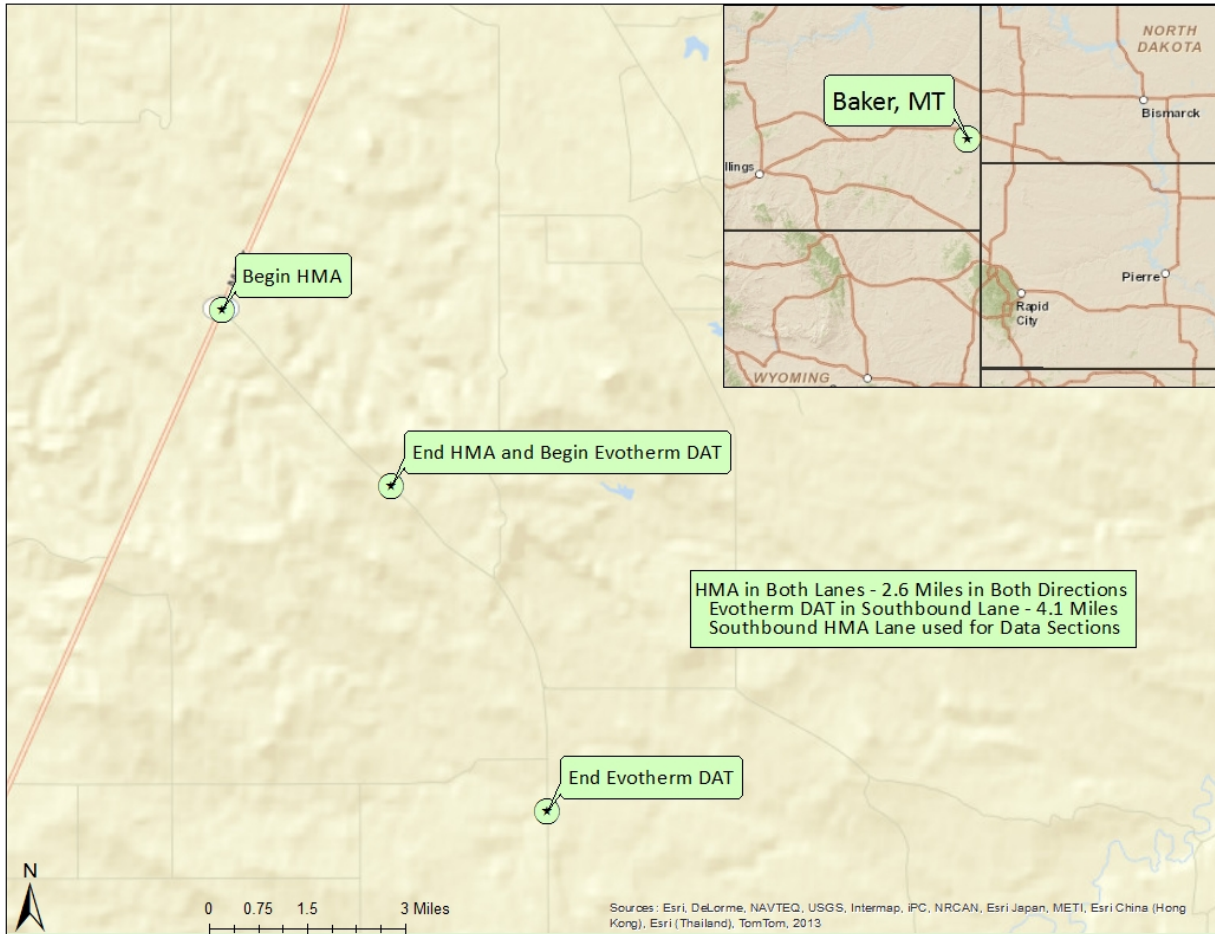 NORTH
DAKOTA
Baker, MT
Bismarck
llings
Begin HMA
Pierre
Rapid
City
WYOMING
End HMA and Begin Evotherm DAT
HMA in Both Lanes - 2.6 Miles in Both Directions
Evotherm DAT in Southbound Lane - 4.1 Miles
Southbound HMA Lane used for Data Sections
End Evotherm DAT
N
0 0.75 1.5 3 Miles
Sources: Esri, DeLorme, NAVTEQ, USGS, Intermap, iPC, NRCAN, Esri Japan, METI, Esri China (Hong
Kong), Esri (Thailand), TomTom, 2013